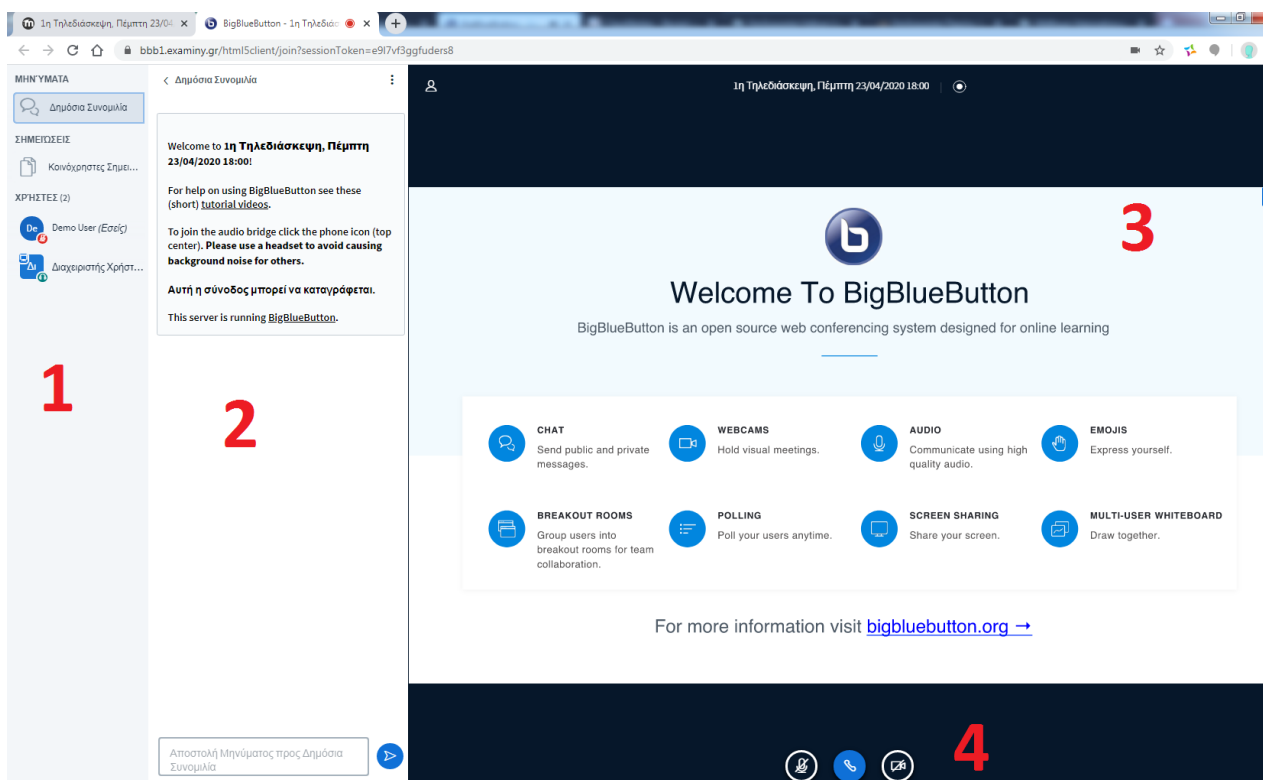 1η Τηλεδιάσκεψη, Πέμπτη 23/04
BigBlueButton - 1η Τηλεδιάσ
bbb1.examiny.gr/html5client/join?sessionToken=e9l7vf3ggfuders8
ΜΗΝΎΜΑΤΑ
Δημόσια Συνομιλία
ΣΗΜΕΙΏΣΕΙΣ
Κοινόχρηστες Σημει...
ΧΡΉΣΤΕΣ (2)
De
Demo User (Εσείς)
Δι
Διαχειριστής Χρήστ...
1
Δημόσια Συνομιλία
Welcome to 1η Τηλεδιάσκεψη, Πέμπτη
23/04/2020 18:00!
For help on using BigBlueButton see these
(short) tutorial videos.
To join the audio bridge click the phone icon (top
center). Please use a headset to avoid causing
background noise for others.
Αυτή η σύνοδος μπορεί να καταγράφεται.
This server is running BigBlueButton.
2
Αποστολή Μηνύματος προς Δημόσια
Συνομιλία
1η Τηλεδιάσκεψη, Πέμπτη 23/04/2020 18:00
3
b
Welcome To BigBlueButton
BigBlueButton is an open source web conferencing system designed for online learning
CHAT
Send public and private
messages.
WEBCAMS
Hold visual meetings.
AUDIO
Communicate using high
quality audio.
EMOJIS
Express yourself.
BREAKOUT ROOMS
Group users into
breakout rooms for team
collaboration.
POLLING
Poll your users anytime.
SCREEN SHARING
Share your screen.
MULTI-USER WHITEBOARD
Draw together.
For more information visit bigbluebutton.org →
4